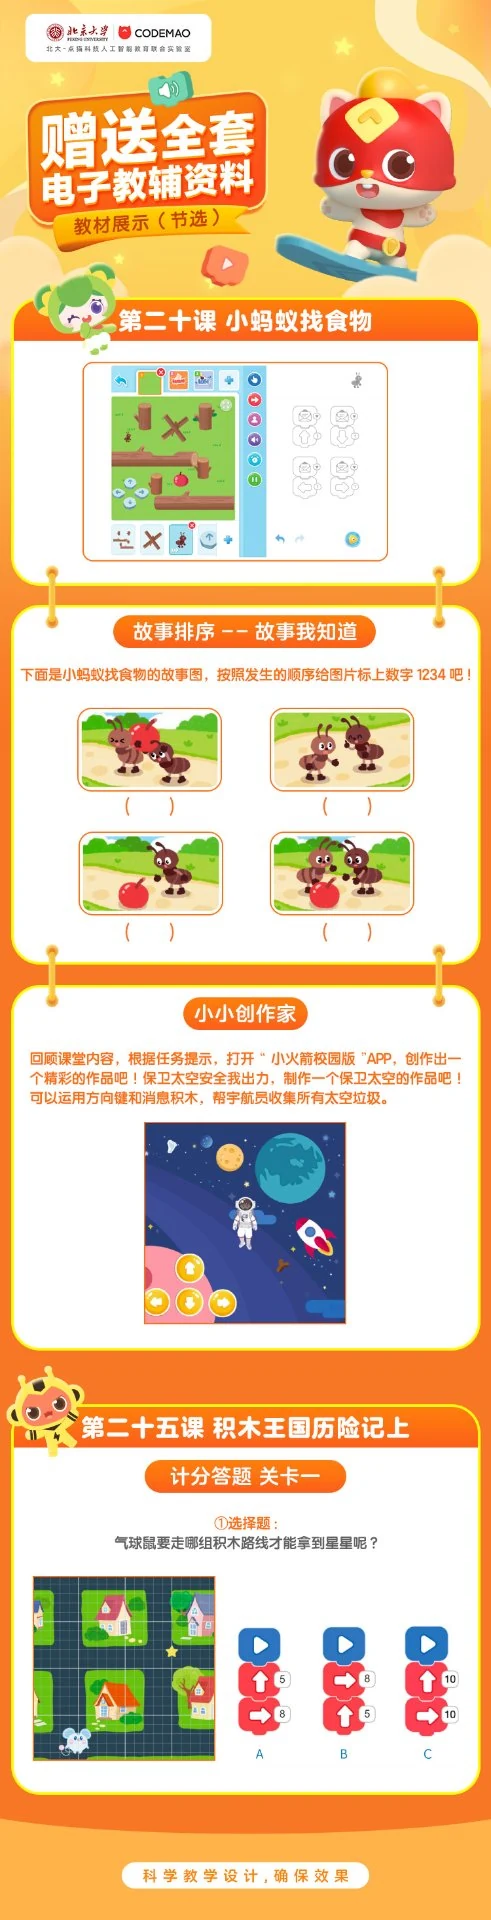 北京大学 CODEMAO
PEKING UNIVERSITY
北大-点猫科技人工智能教育联合实验室
赠送全套
电子教辅资料
教材展示（节选）
第二十课 小蚂蚁找食物
故事排序 -- 故事我知道
下面是小蚂蚁找食物的故事图，按照发生的顺序给图片标上数字 1234 吧！
( ) ( )
( ) ( )
小小创作家
回顾课堂内容，根据任务提示，打开 “ 小火箭校园版 ”APP，创作出一
个精彩的作品吧！保卫太空安全我出力，制作一个保卫太空的作品吧！
可以运用方向键和消息积木，帮宇航员收集所有太空垃圾。
第二十五课 积木王国历险记上
计分答题 关卡一
①选择题：
气球鼠要走哪组积木路线才能拿到星星呢？
5 8 10
8 5 10
A B C
科学教学设计,确保效果